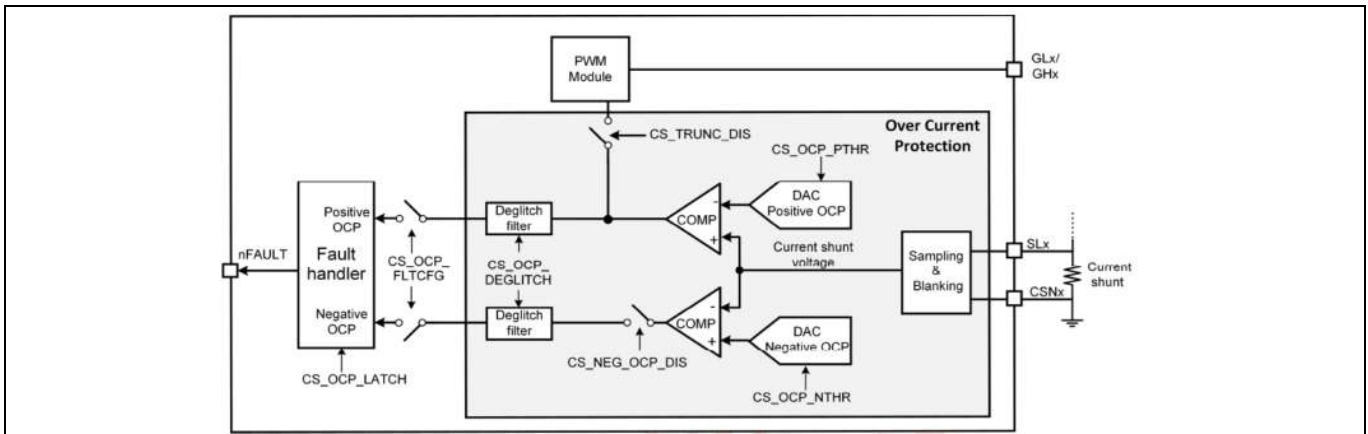 PWM
Module
GLx/
GHx
CS_TRUNC_DIS
Over Current
Protection
CS_OCP_PTHR
DAC
Positive OCP
-
COMP
+
Positive
OCP
Deglitch
filter
nFAULT
Fault
handler
CS_OCP_
FLTCFG
CS_OCP_
DEGLITCH
Current shunt
voltage
Sampling
&
Blanking
SLx
Current
shunt
CSNx
Negative
OCP
Deglitch
filter
-
COMP
+
DAC
Negative OCP
CS_NEG_OCP_DIS
CS_OCP_LATCH
CS_OCP_NTHR